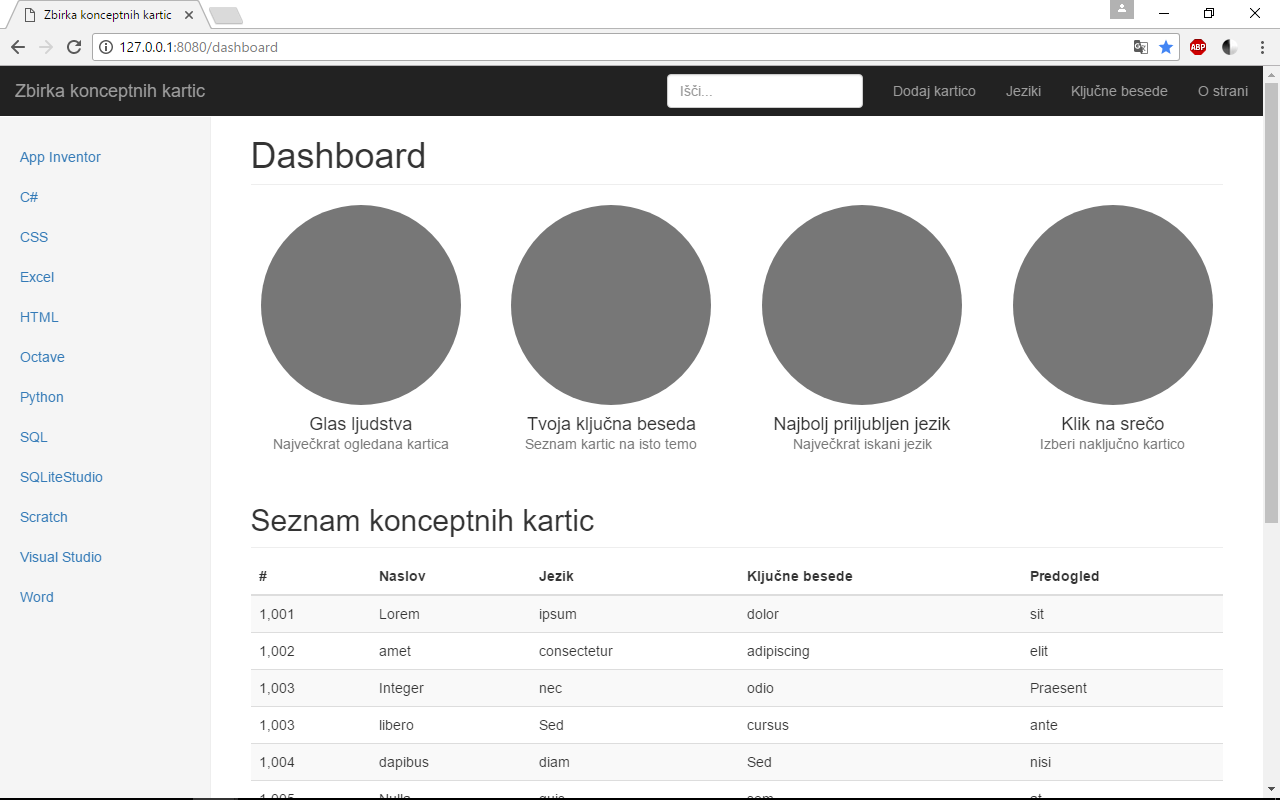 Zbirka konceptnih kartic
127.0.0.1:8080/dashboard
ABP
Zbirka konceptnih kartic
Išči...
Dodaj kartico
Jeziki
Ključne besede
O strani
App Inventor
C#
CSS
Excel
HTML
Octave
Python
SQL
SQLiteStudio
Scratch
Visual Studio
Word
Dashboard
Glas ljudstva
Največkrat ogledana kartica
Tvoja ključna beseda
Seznam kartic na isto temo
Najbolj priljubljen jezik
Največkrat iskani jezik
Klik na srečo
Izberi naključno kartico
Seznam konceptnih kartic
# Naslov Jezik Ključne besede Predogled
1,001 Lorem ipsum dolor sit
1,002 amet consectetur adipiscing elit
1,003 Integer nec odio Praesent
1,003 libero Sed cursus ante
1,004 dapibus diam Sed nisi